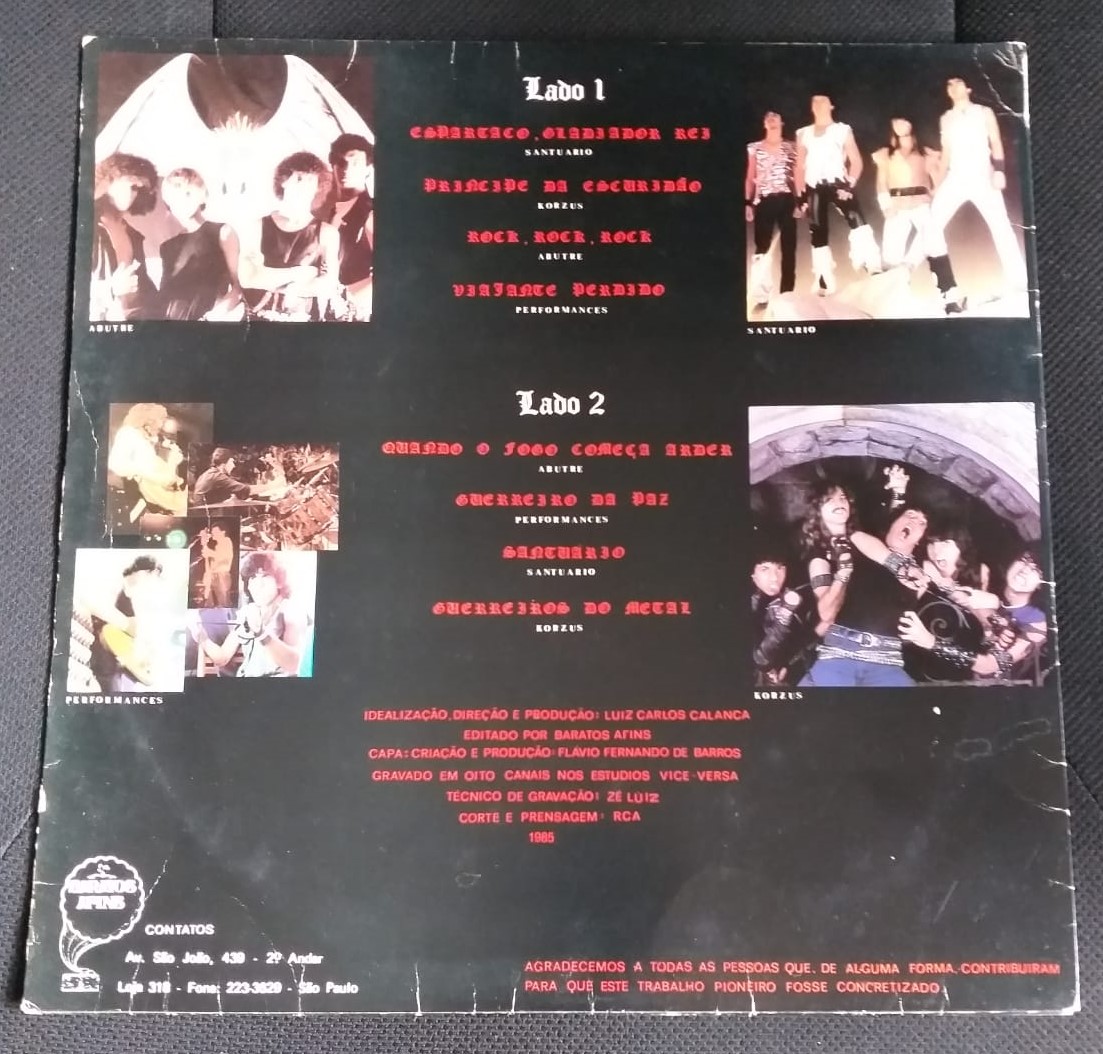 Lado 1
ESPARTACO, GLADIADOR REI
SANTUARIO
PRINCIPE DA ESCURIDÃO
KORZUS
ROCK, ROCK, ROCK
ABUTRE
VIAJANTE PERDIDO
PERFORMANCES
ABUTRE
SANTUARIO
Lado 2
QUANDO O FOGO COMEÇA ARDER
ABUTRE
GUERREIRO DA PAZ
PERFORMANCES
SANTUÁRIO
SANTUARIO
GUERREIROS DO METAL
KORZUS
PERFORMANCES
KORZUS
IDEALIZAÇÃO, DIREÇÃO E PRODUÇÃO: LUIZ CARLOS CALANCA
EDITADO POR BARATOS AFINS
CAPA: CRIAÇÃO E PRODUÇÃO: FLÁVIO FERNANDO DE BARROS
GRAVADO EM OITO CANAIS NOS ESTUDIOS VICE-VERSA
TÉCNICO DE GRAVAÇÃO: ZÉ LUIZ
CORTE E PRENSAGEM: RCA
1985
BARATOS
AFINS
CONTATOS
Av. São João, 439 - 2º Andar
Loja 318 - Fone: 223-3629 - São Paulo
AGRADECEMOS A TODAS AS PESSOAS QUE, DE ALGUMA FORMA, CONTRIBUIRAM
PARA QUE ESTE TRABALHO PIONEIRO FOSSE CONCRETIZADO.